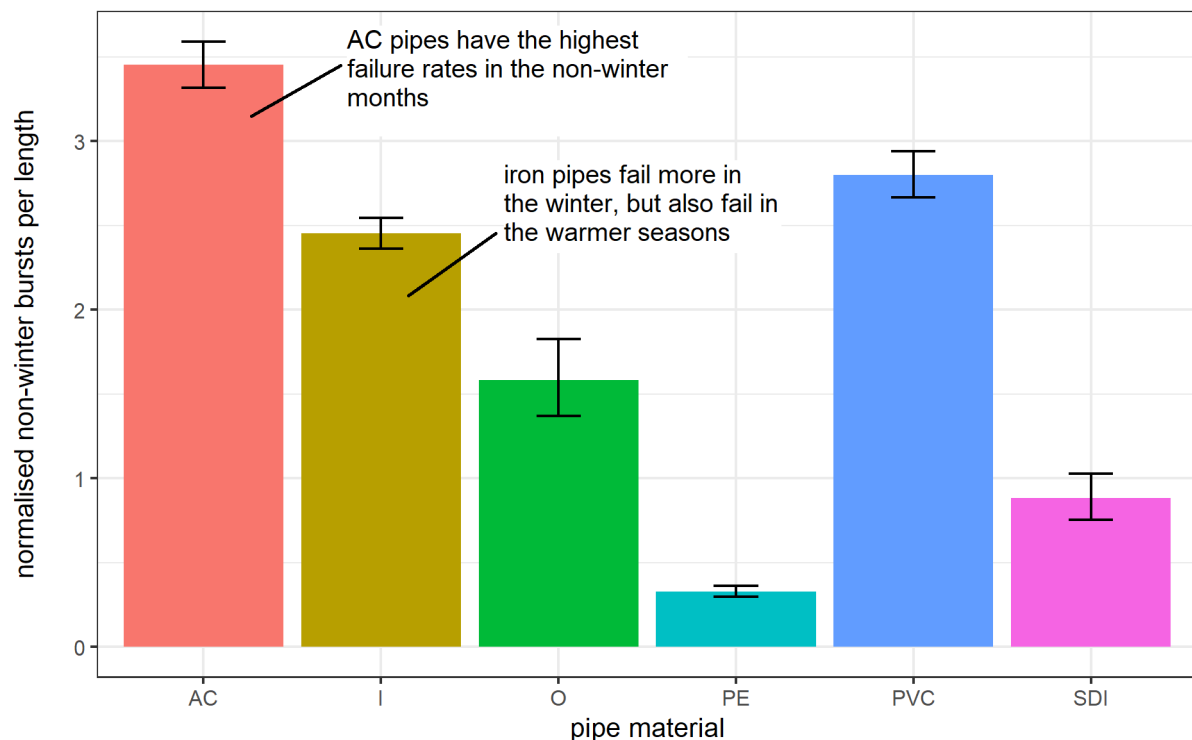 AC pipes have the highest
failure rates in the non-winter
months
iron pipes fail more in
the winter, but also fail in
the warmer seasons
normalised non-winter bursts per length
3
2
1
0
AC I O PE PVC SDI
pipe material